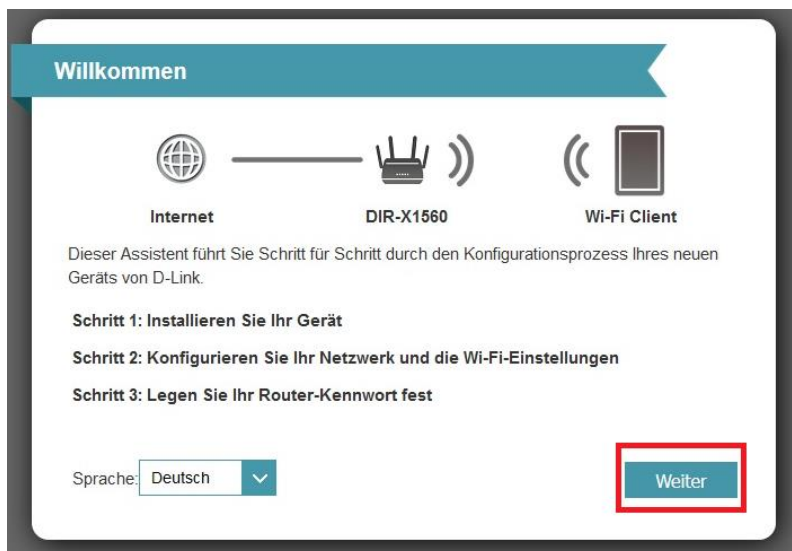 Willkommen
Internet
DIR-X1560
Wi-Fi Client
Dieser Assistent führt Sie Schritt für Schritt durch den Konfigurationsprozess Ihres neuen
Geräts von D-Link.
Schritt 1: Installieren Sie Ihr Gerät
Schritt 2: Konfigurieren Sie Ihr Netzwerk und die Wi-Fi-Einstellungen
Schritt 3: Legen Sie Ihr Router-Kennwort fest
Sprache: Deutsch
Weiter